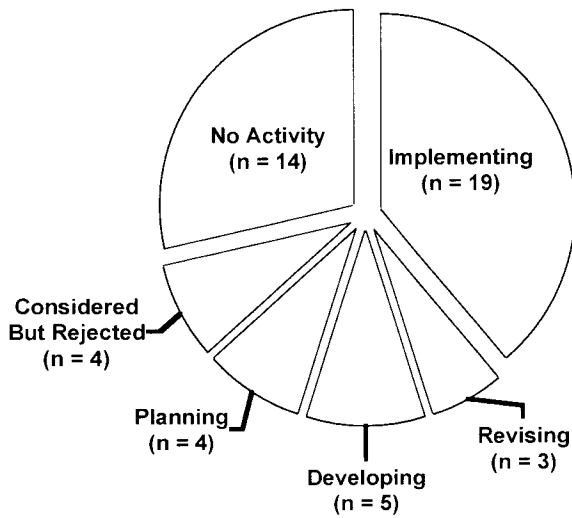 No Activity
(n = 14)
Implementing
(n = 19)
Considered
But Rejected
(n = 4)
Planning
(n = 4)
Developing
(n = 5)
Revising
(n = 3)